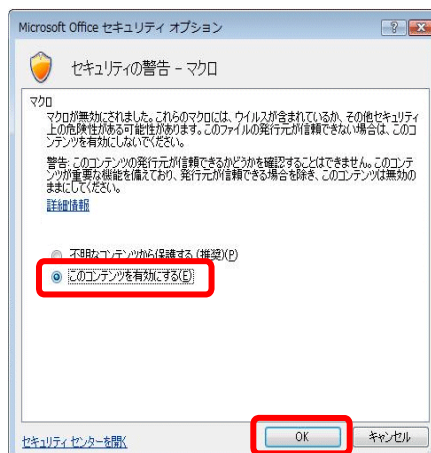 Microsoft Office セキュリティ オプション
セキュリティの警告 - マクロ
マクロ
マクロが無効にされました。これらのマクロには、ウイルスが含まれているか、その他セキュリティ
上の危険性がある可能性があります。このファイルの発行元が信頼できない場合は、このコ
ンテンツを有効にしないでください。
警告: このコンテンツの発行元が信頼できるかどうかを確認することはできません。このコンテ
ンツが重要な機能を備えており、発行元が信頼できる場合を除き、このコンテンツは無効の
ままにしてください。
詳細情報
不明なコンテンツから保護する (推奨)(P)
このコンテンツを有効にする(E)
セキュリティ センターを開く
OK
キャンセル